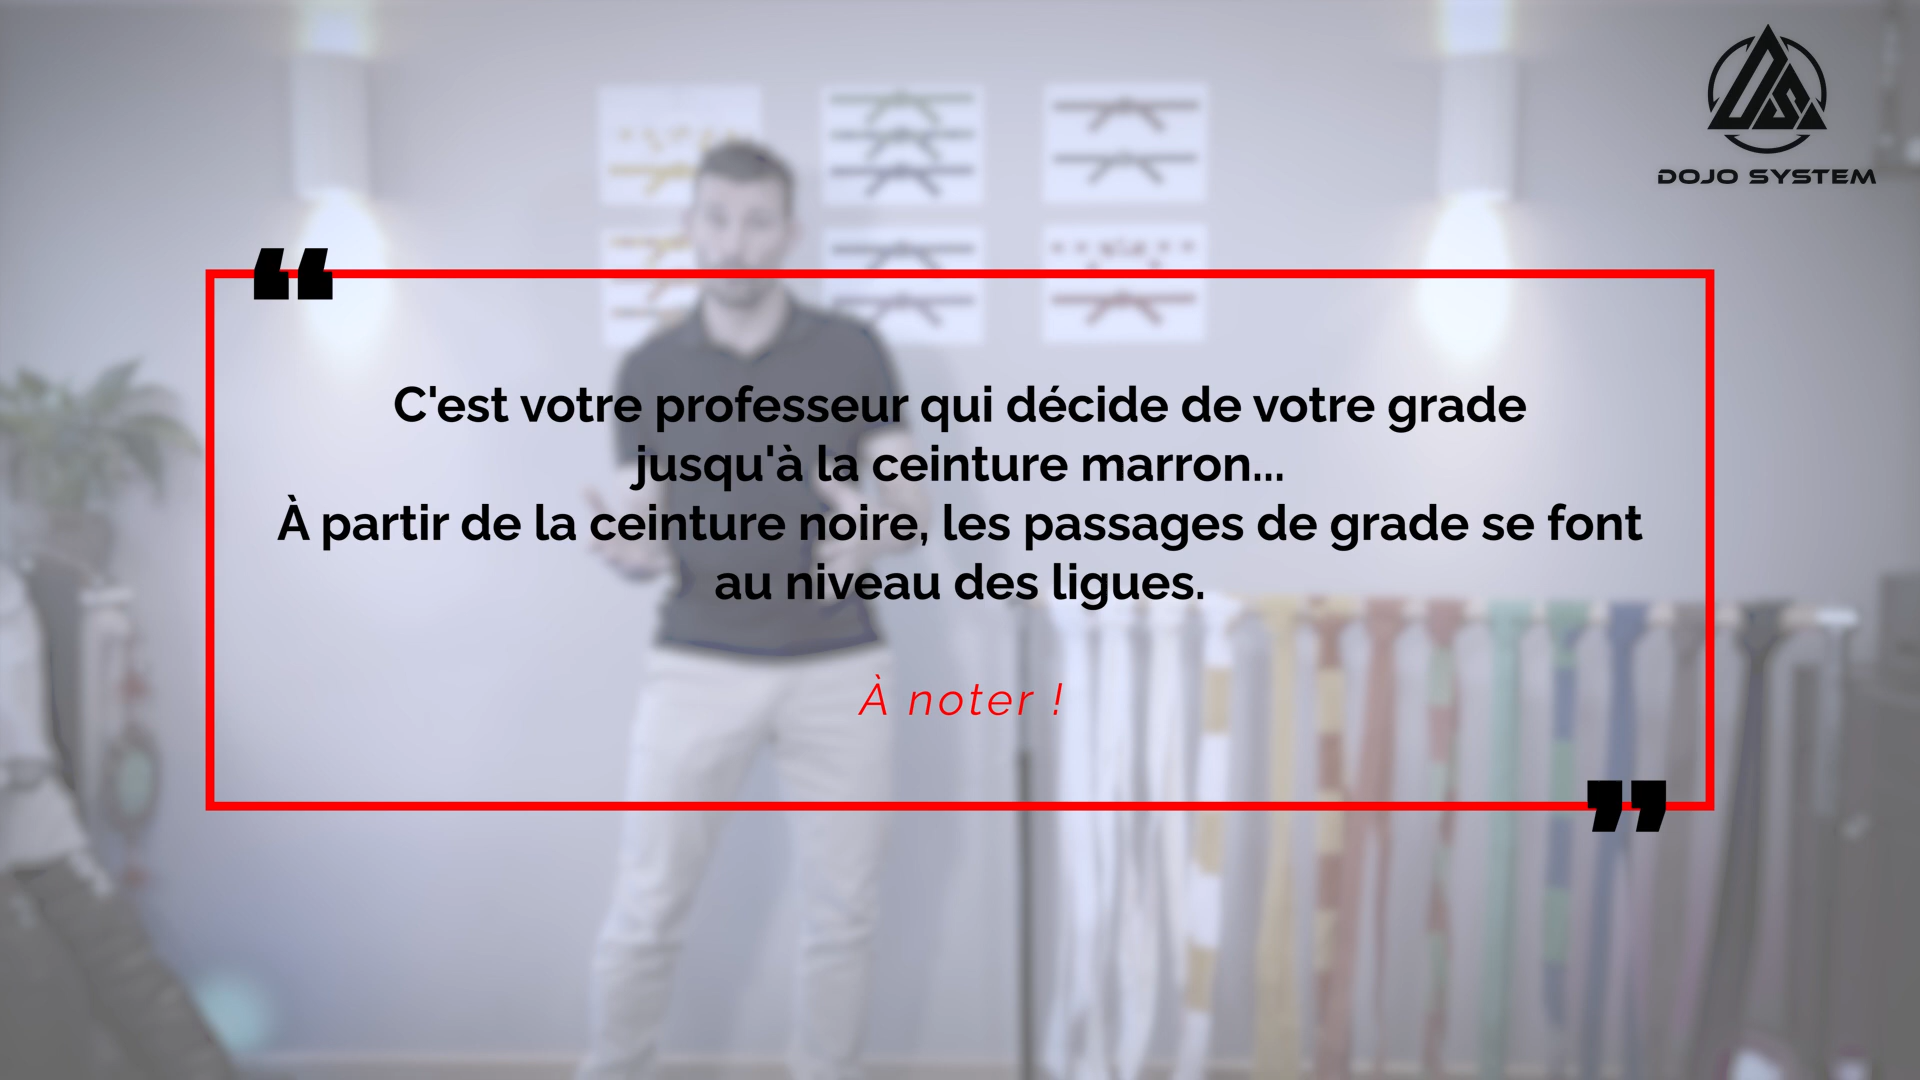 DOJO SYSTEM
“
C'est votre professeur qui décide de votre grade
jusqu'à la ceinture marron...
À partir de la ceinture noire, les passages de grade se font
au niveau des ligues.
À noter !
”